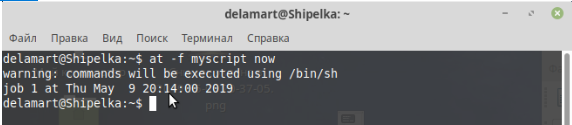 delamart@Shipelka: ~
Файл Правка Вид Поиск Терминал Справка
delamart@Shipelka:~$ at -f myscript now
warning: commands will be executed using /bin/sh
job 1 at Thu May  9 20:14:00 2019
delamart@Shipelka:~$
png